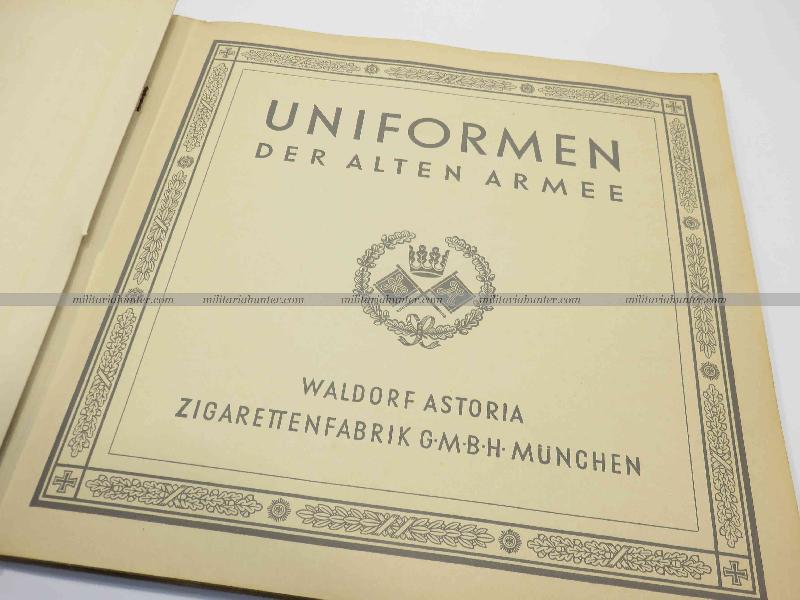 UNIFORMEN
DER ALTEN ARMEE
militariahunter.com militariahunter.com militariahunter.com militariahunter.com militariahunter.com
WALDORF ASTORIA
ZIGARETTENFABRIK G·M·B·H· MÜNCHEN